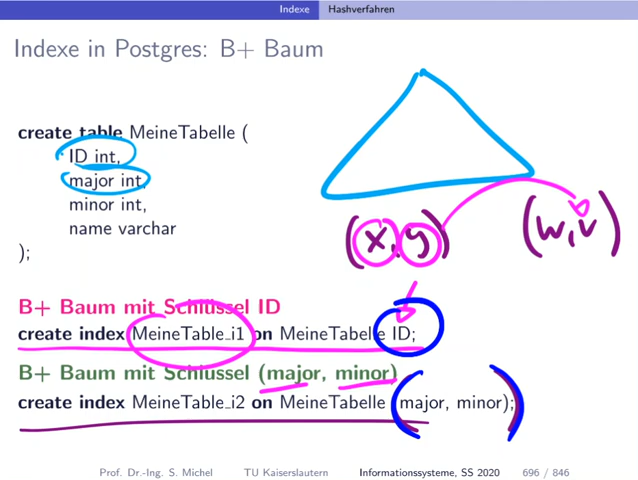 Indexe Hashverfahren
Indexe in Postgres: B+ Baum
create table MeineTabelle (
ID int,
major int,
minor int,
name varchar
);
(x,y) (w,v)
B+ Baum mit Schlüssel ID
create index MeineTable_i1 on MeineTabelle ID;
B+ Baum mit Schlüssel (major, minor)
create index MeineTable_i2 on MeineTabelle (major, minor);
Prof. Dr.-Ing. S. Michel TU Kaiserslautern Informationssysteme, SS 2020 696 / 846